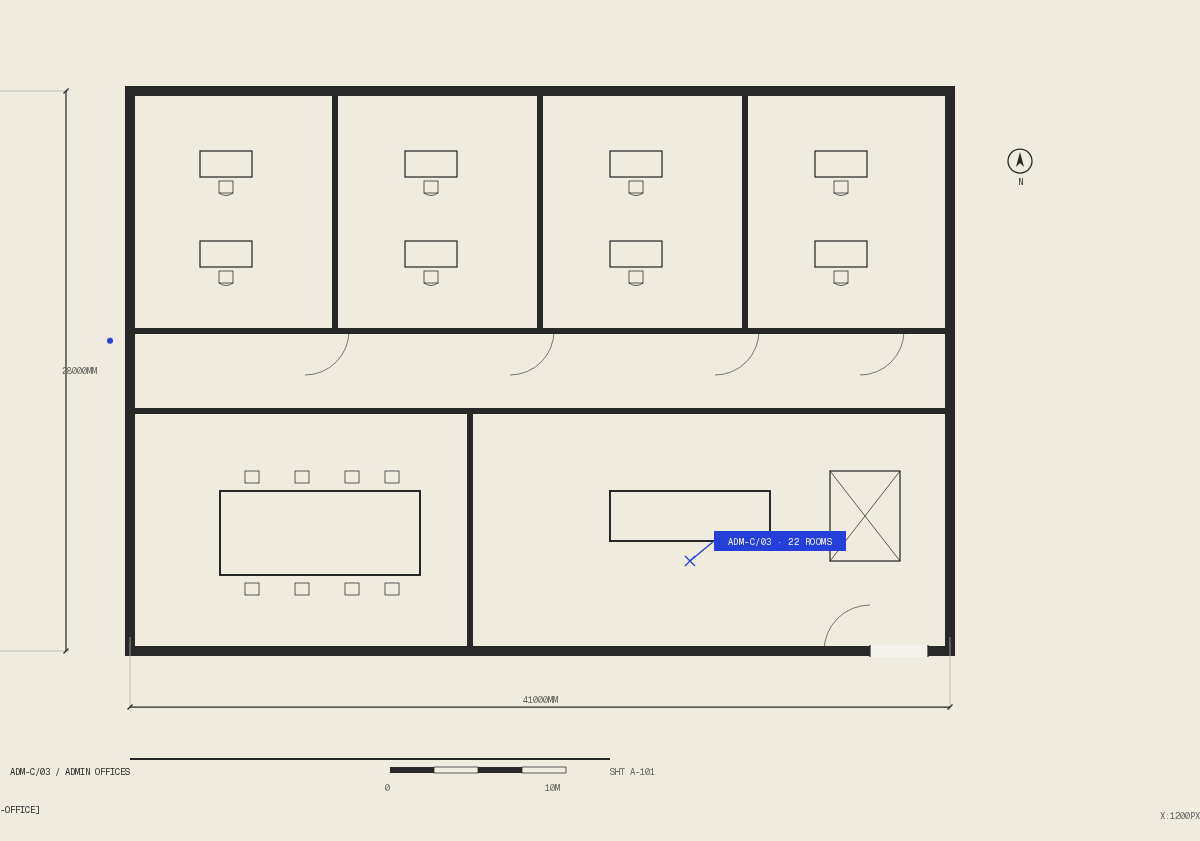 N
28000MM
ADM-C/03 · 22 ROOMS
41000MM
ADM-C/03 / ADMIN OFFICES
SHT A-101
0
10M
-OFFICE]
X:1200PX